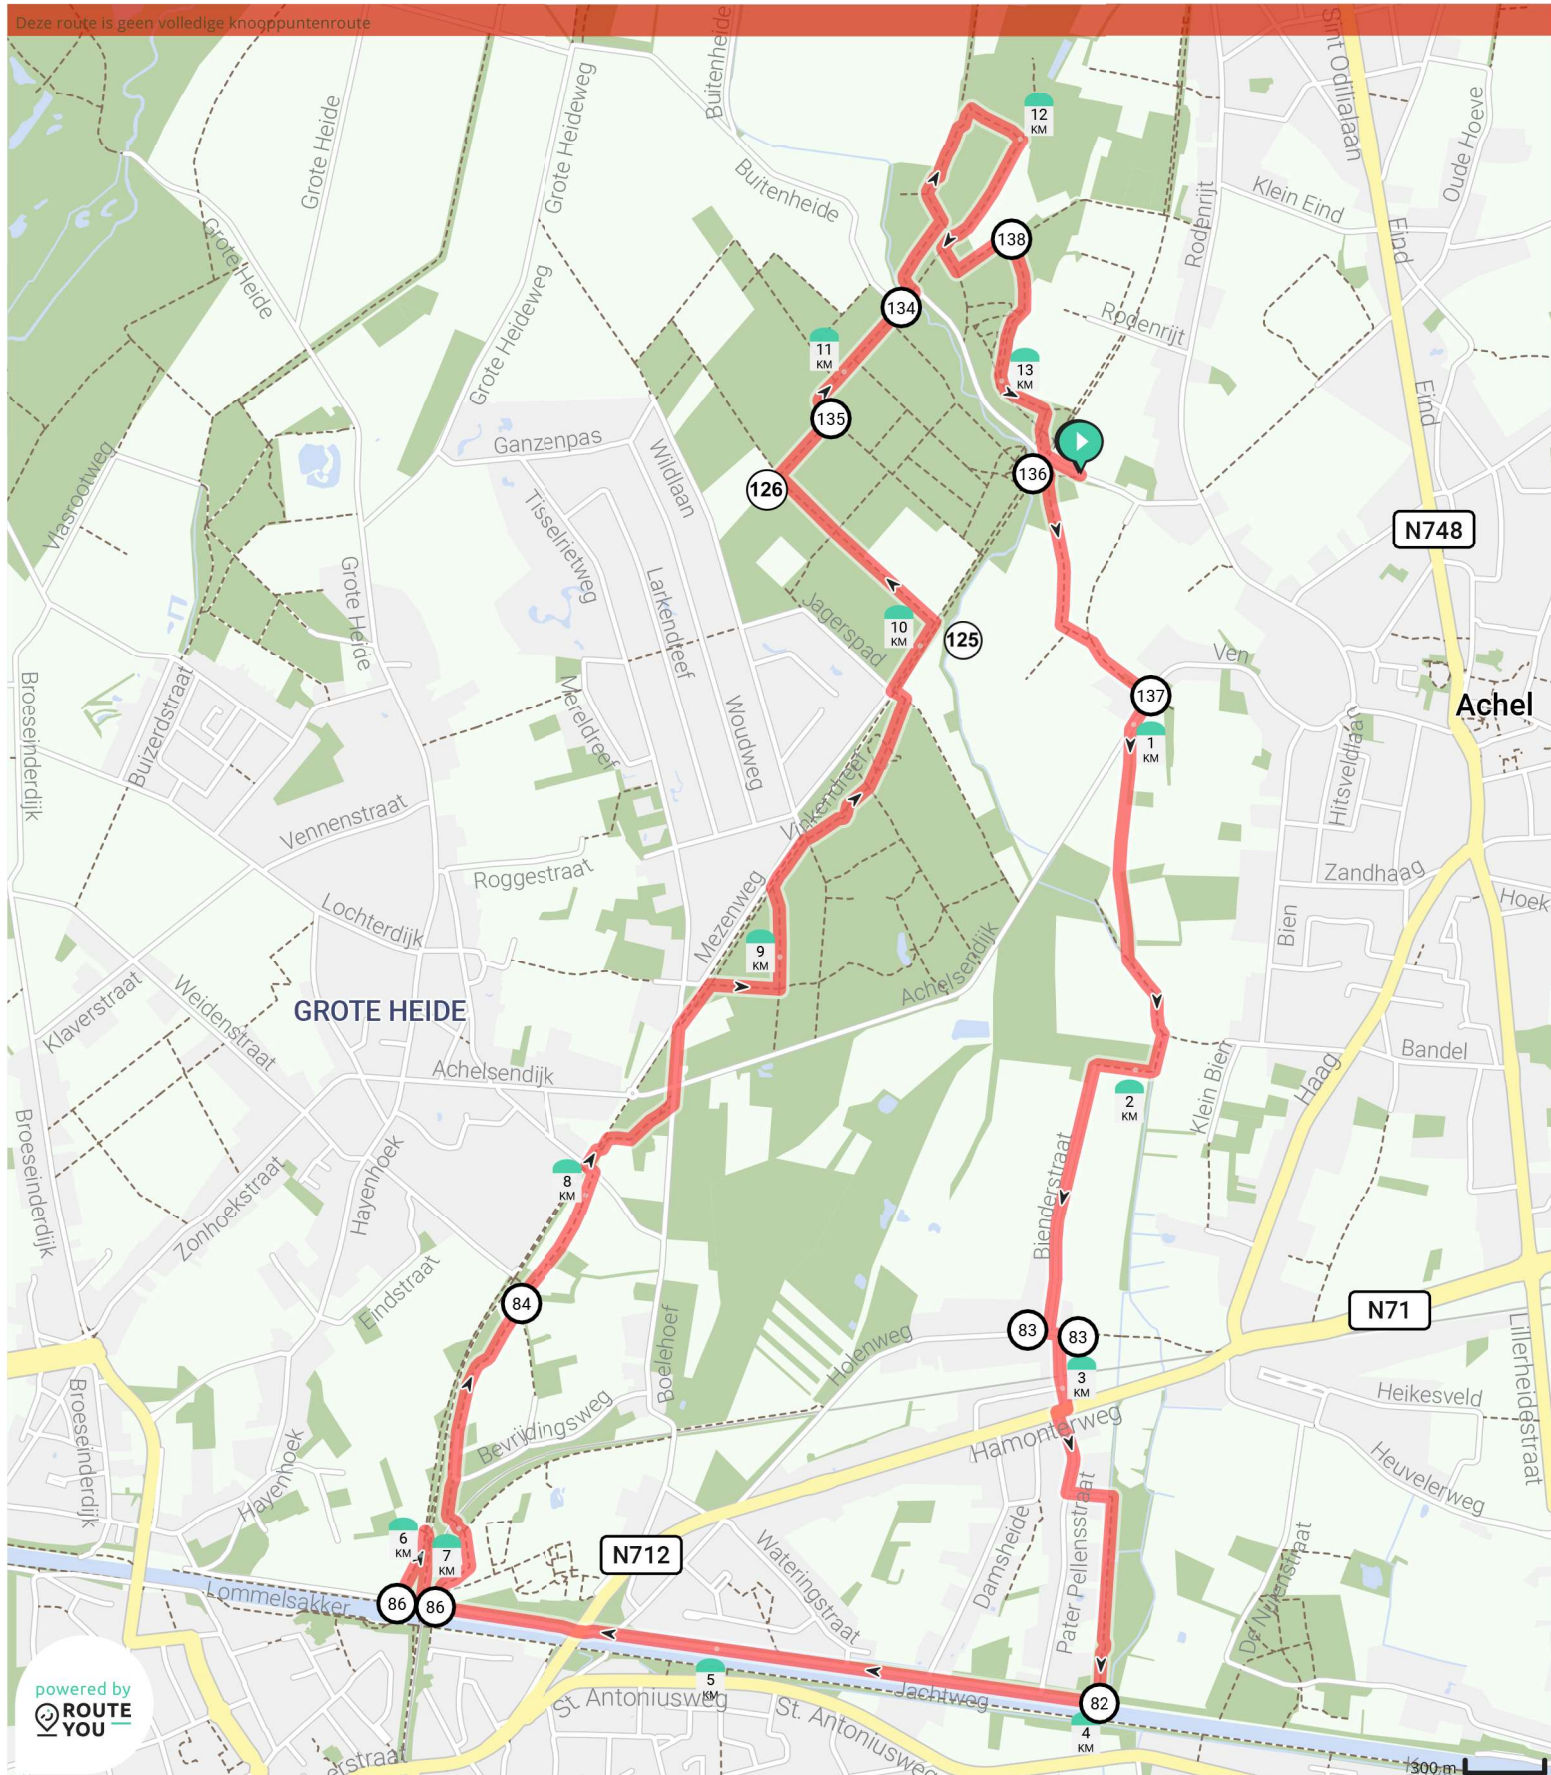 Deze route is geen volledige knooppuntenroute
Buitenheide
Sint Odilialaan
Grote Heide
Grote Heideweg
12
KM
Oude Hoeve
Buitenheide
Klein Eind
Rodenrijt
Eind
Grote Heide
138
Grote Heideweg
134
Rodenrijt
11
KM
13
KM
135
Eind
Ganzenpas
Wildlaan
136
Vlasrootweg
126
N748
Tisselrietweg
Grote Heide
Larkendreef
Jagerspad
10
KM
125
Ven
Broeseinderdijk
Buizerdstraat
Mereldreef
Woudweg
137
Achel
1
KM
Hitsveldlaan
Vinkendreef
Vennenstraat
Roggestraat
Zandhaag
Hoek
Lochterdijk
Mezenweg
Bien
9
KM
Achelsendijk
Klaverstraat
Weidenstraat
GROTE HEIDE
Bandel
Achelsendijk
Klein Bien
Haag
2
KM
Broeseinderdijk
Hayenhoek
Zonhoekstraat
8
KM
Bienderstraat
Eindstraat
84
N71
83
83
Holenweg
Boelehoef
Lillerheidestraat
3
KM
Heikesveld
Broeseinderdijk
Bevrijdingsweg
Hamonterweg
Hayenhoek
Heuvelerweg
6
KM
7
KM
N712
Wateringstraat
Damsheide
Pater Pellensstraat
De Nijvenstraat
Lommelsakker
86
86
5
KM
St. Antoniusweg
Jachtweg
82
St. Antoniusweg
4
KM
powered by
ROUTE
YOU
erstraat
300 m